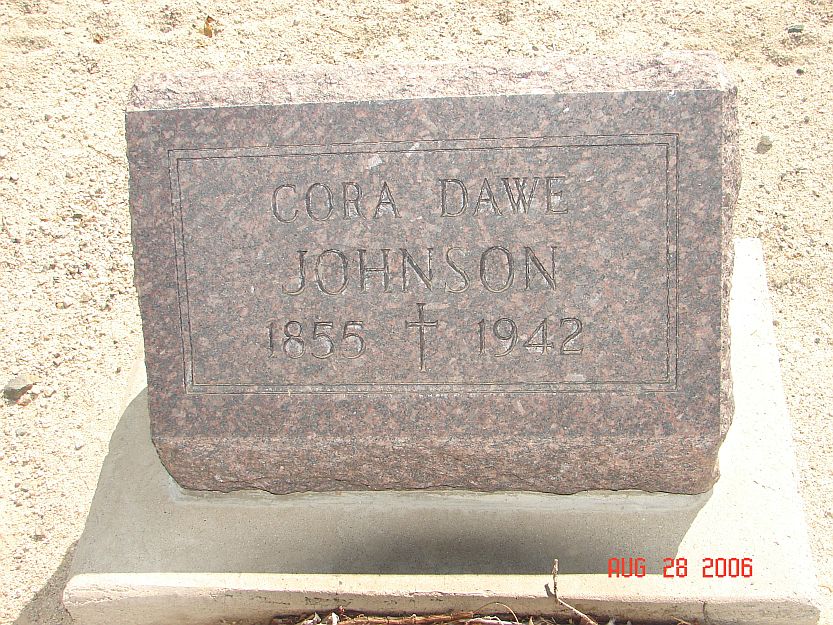 CORA DAWE
JOHNSON
1855 1942
AUG 28 2006